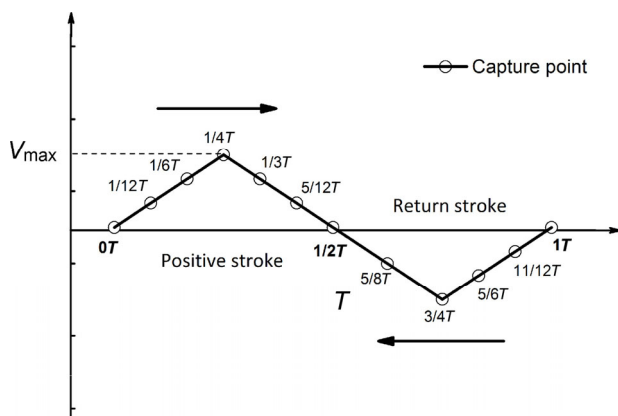 Capture point
1/4T
Vmax
1/6T
1/3T
1/12T
5/12T
Return stroke
0T
1/2T
1T
Positive stroke
11/12T
5/8T
5/6T
T
3/4T